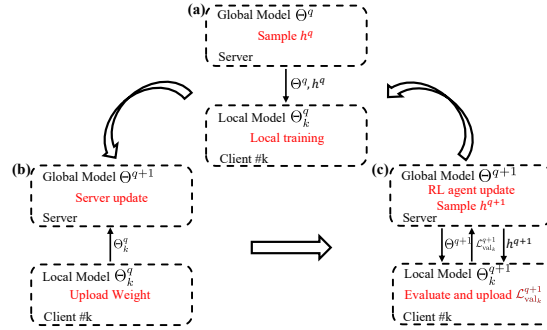 (a)
Global Model Θ^q
Sample h^q
Server
Θ^q, h^q
Local Model Θ_k^q
Local training
Client #k
(b)
Global Model Θ^{q+1}
Server update
Server
Θ_k^q
Local Model Θ_k^q
Upload Weight
Client #k
(c)
Global Model Θ^{q+1}
RL agent update
Sample h^{q+1}
Server
Θ^{q+1} ℒ_{val_k}^{q+1} h^{q+1}
Local Model Θ_k^{q+1}
Evaluate and upload ℒ_{val_k}^{q+1}
Client #k